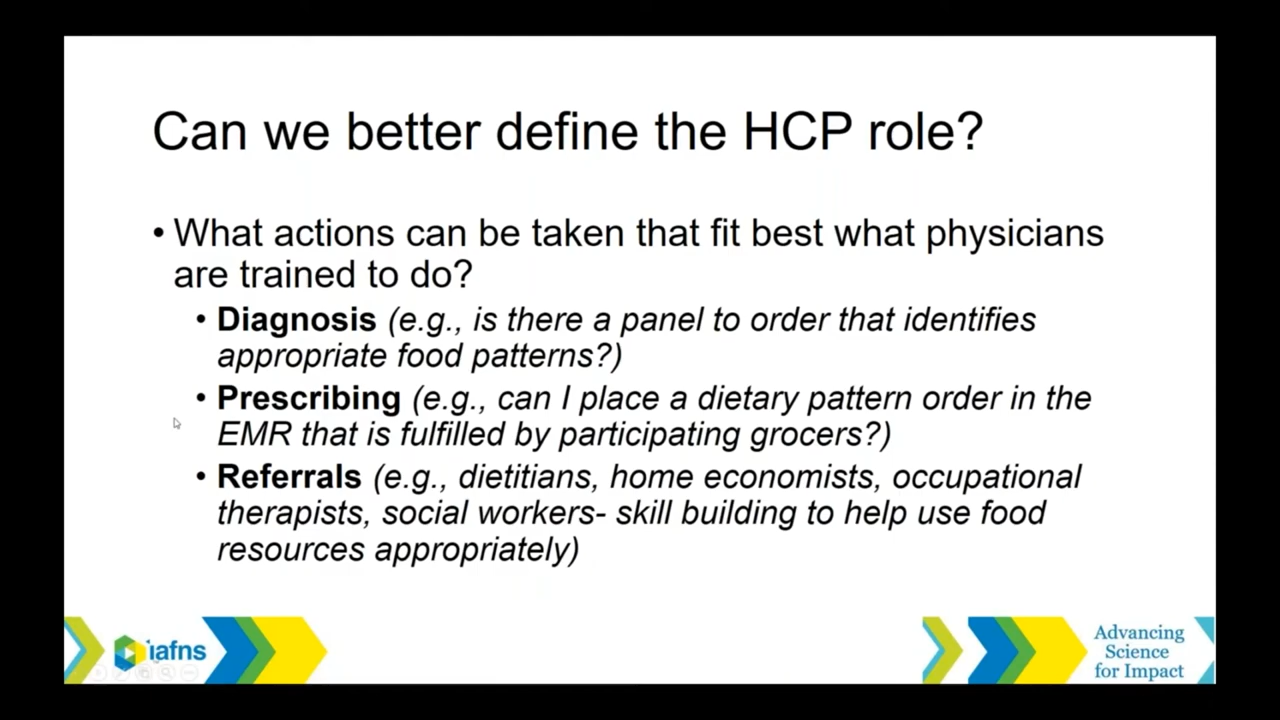 Can we better define the HCP role?
• What actions can be taken that fit best what physicians
are trained to do?
• Diagnosis (e.g., is there a panel to order that identifies
appropriate food patterns?)
• Prescribing (e.g., can I place a dietary pattern order in the
EMR that is fulfilled by participating grocers?)
• Referrals (e.g., dietitians, home economists, occupational
therapists, social workers- skill building to help use food
resources appropriately)
iafns
Advancing
Science
for Impact